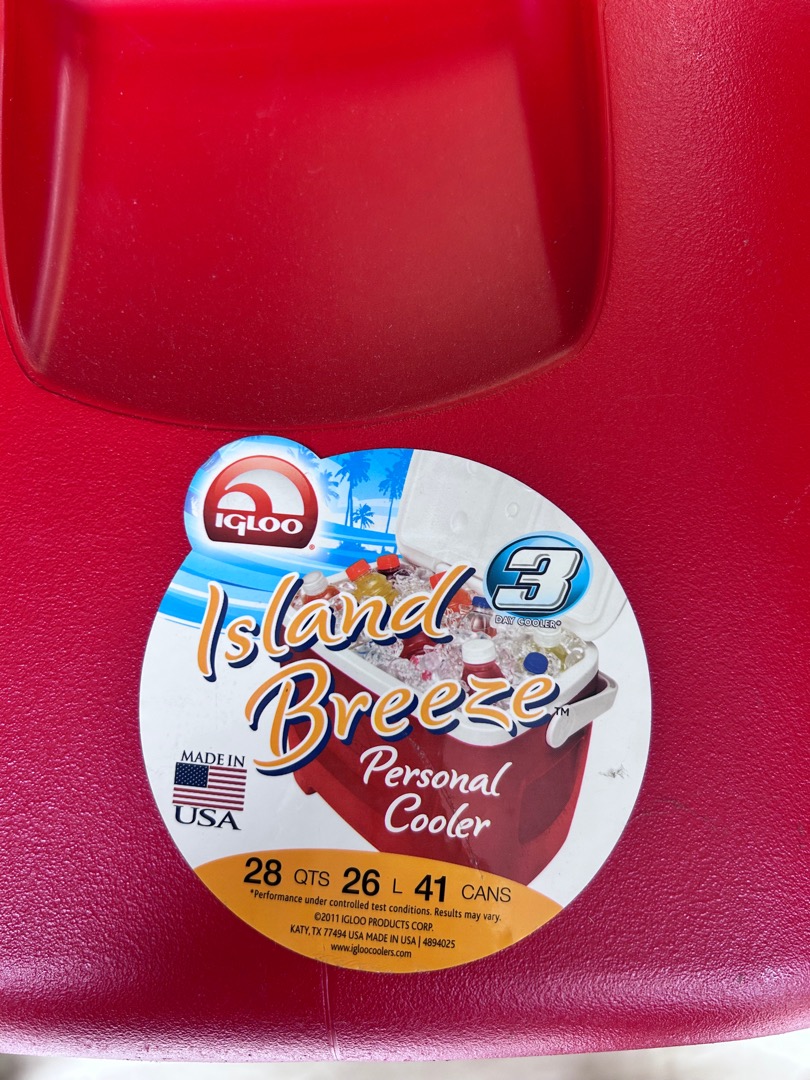 IGLOO
®
3
DAY COOLER*
Island
Breeze™
Personal
Cooler
MADE IN
USA
28 QTS 26 L 41 CANS
*Performance under controlled test conditions. Results may vary.
©2011 IGLOO PRODUCTS CORP.
KATY, TX 77494 USA MADE IN USA | 4894025
www.igloocoolers.com